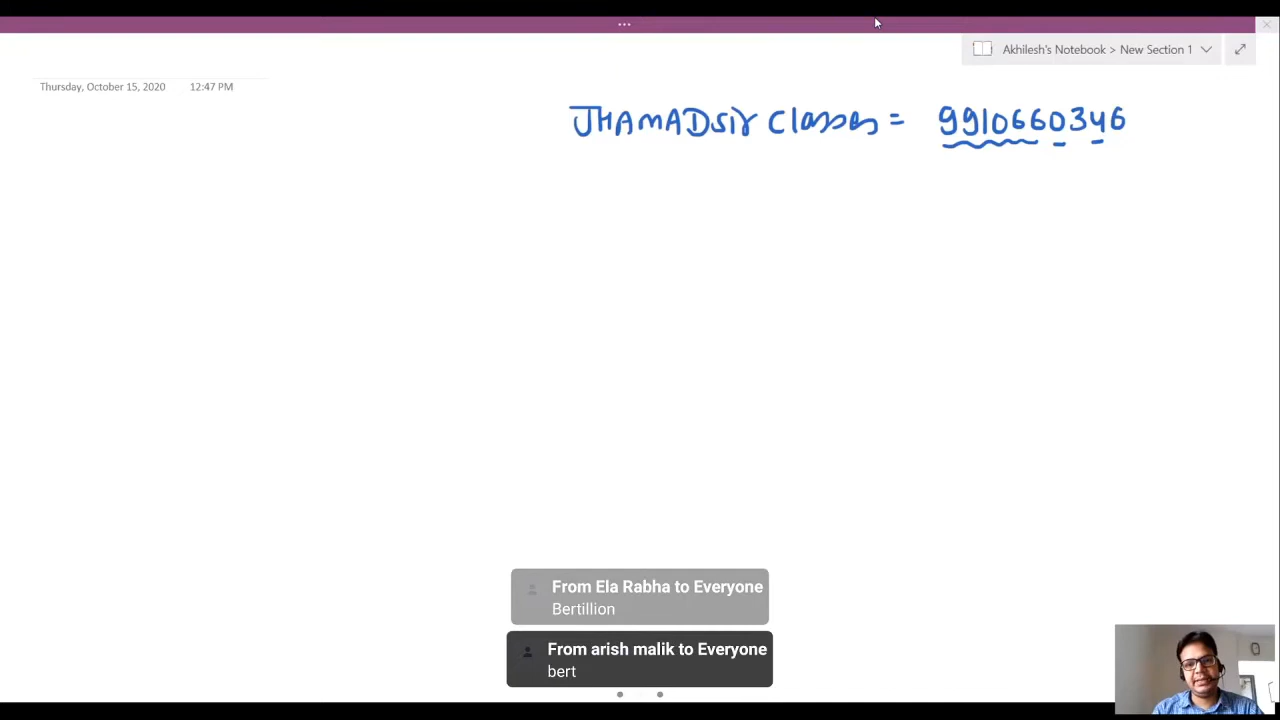 Akhilesh's Notebook > New Section 1
Thursday, October 15, 2020 12:47 PM
JHAMADSir Classes = 9910660346
From Ela Rabha to Everyone
Bertillion
From arish malik to Everyone
bert